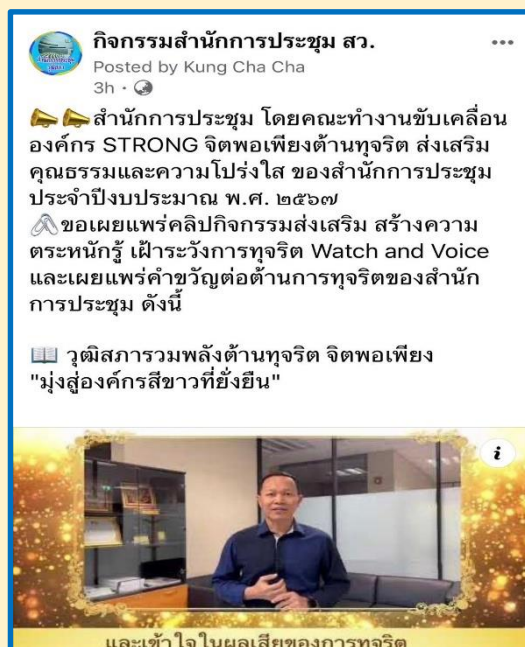 กิจกรรมสำนักการประชุม สว.
Posted by Kung Cha Cha
3h
สำนักการประชุม โดยคณะทำงานขับเคลื่อน
องค์กร STRONG จิตพอเพียงต้านทุจริต ส่งเสริม
คุณธรรมและความโปร่งใส ของสำนักการประชุม
ประจำปีงบประมาณ พ.ศ. ๒๕๖๗
ขอเผยแพร่คลิปกิจกรรมส่งเสริม สร้างความ
ตระหนักรู้ เฝ้าระวังการทุจริต Watch and Voice
และเผยแพร่คำขวัญต่อต้านการทุจริตของสำนัก
การประชุม ดังนี้
วุฒิสภารวมพลังต้านทุจริต จิตพอเพียง
"มุ่งสู่องค์กรสีขาวที่ยั่งยืน"
i
และเข้าใจในผลเสียของการทุจริต